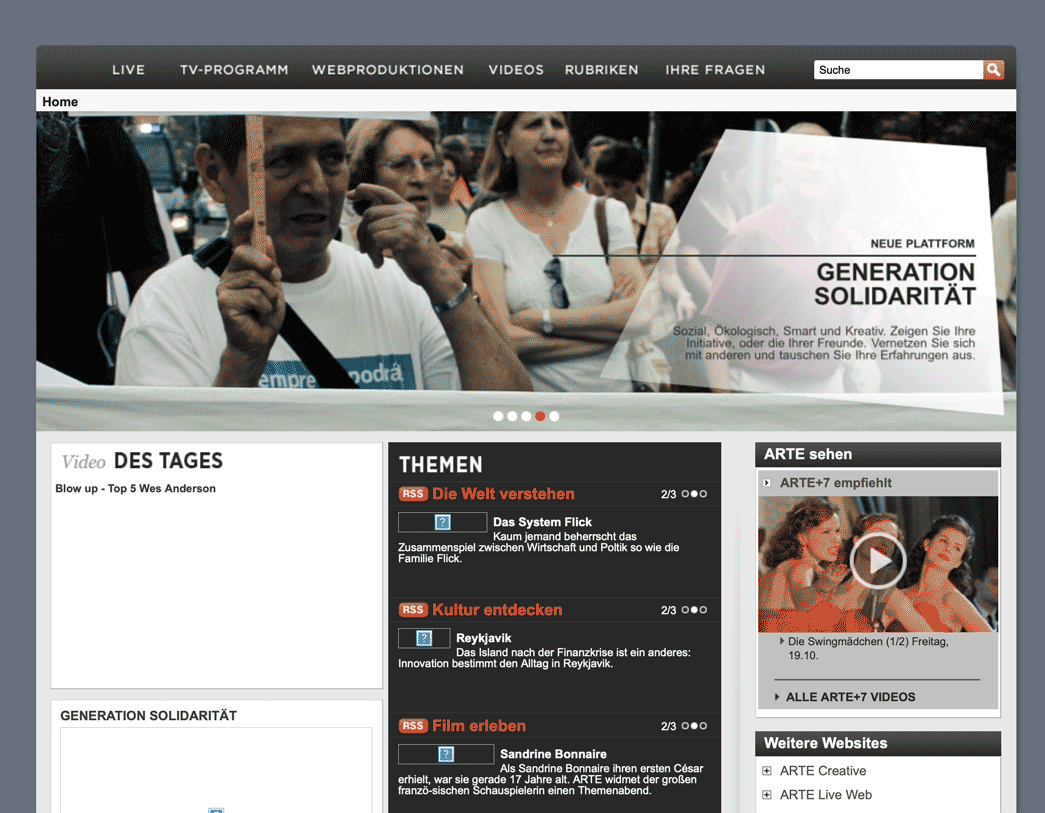 LIVE TV-PROGRAMM WEBPRODUKTIONEN VIDEOS RUBRIKEN IHRE FRAGEN Suche
Home
NEUE PLATTFORM
GENERATION
SOLIDARITÄT
Sozial, Ökologisch, Smart und Kreativ. Zeigen Sie Ihre
Initiative, oder die Ihrer Freunde. Vernetzen Sie sich
mit anderen und tauschen Sie Ihre Erfahrungen aus.
empre podrá
Video DES TAGES
Blow up - Top 5 Wes Anderson
GENERATION SOLIDARITÄT
THEMEN
RSS Die Welt verstehen 2/3
Das System Flick
Kaum jemand beherrscht das
Zusammenspiel zwischen Wirtschaft und Poltik so wie die
Familie Flick.
RSS Kultur entdecken 2/3
Reykjavik
Das Island nach der Finanzkrise ist ein anderes:
Innovation bestimmt den Alltag in Reykjavik.
RSS Film erleben 2/3
Sandrine Bonnaire
Als Sandrine Bonnaire ihren ersten César
erhielt, war sie gerade 17 Jahre alt. ARTE widmet der großen
franzö-sischen Schauspielerin einen Themenabend.
ARTE sehen
ARTE+7 empfiehlt
Die Swingmädchen (1/2) Freitag,
19.10.
ALLE ARTE+7 VIDEOS
Weitere Websites
ARTE Creative
ARTE Live Web